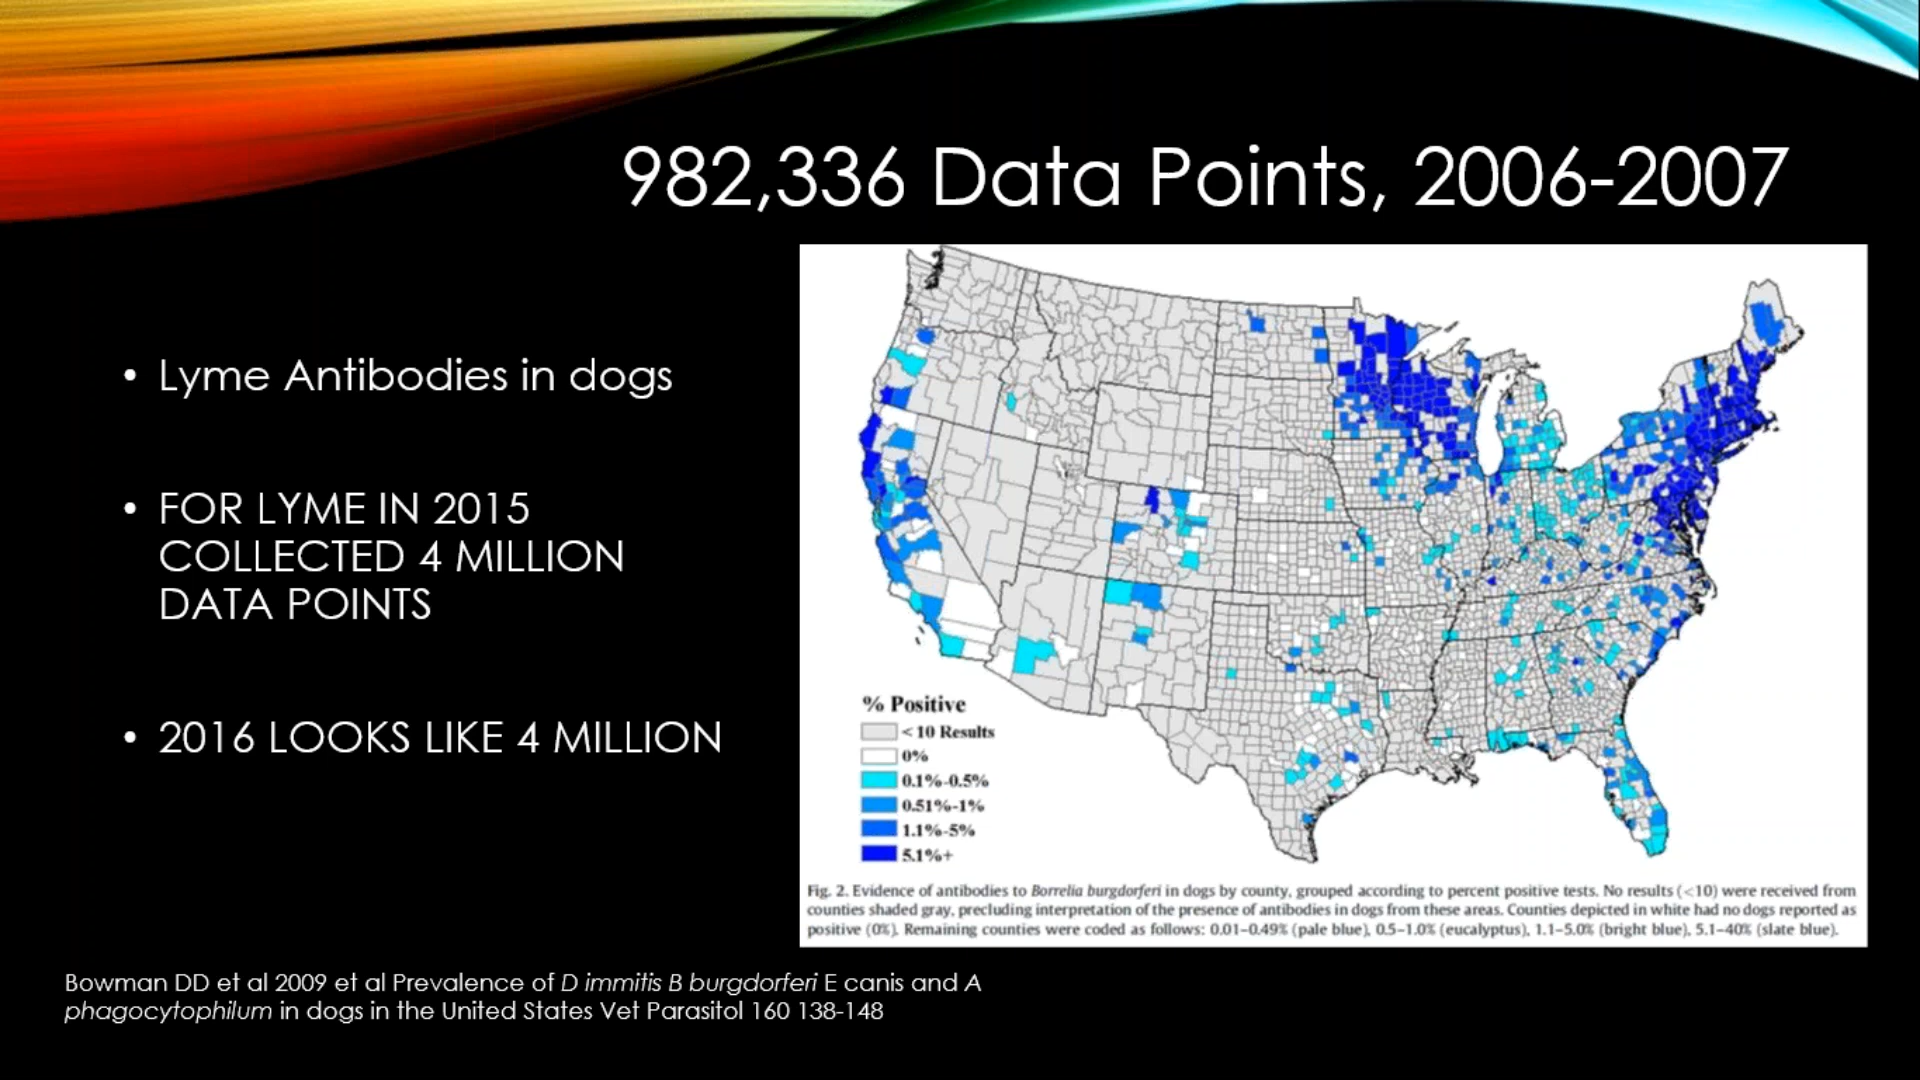 982,336 Data Points, 2006-2007
• Lyme Antibodies in dogs
• FOR LYME IN 2015
COLLECTED 4 MILLION
DATA POINTS
• 2016 LOOKS LIKE 4 MILLION
% Positive
< 10 Results
0%
0.1%-0.5%
0.51%-1%
1.1%-5%
5.1%+
Fig. 2. Evidence of antibodies to Borrelia burgdorferi in dogs by county, grouped according to percent positive tests. No results (<10) were received from
counties shaded gray, precluding interpretation of the presence of antibodies in dogs from these areas. Counties depicted in white had no dogs reported as
positive (0%). Remaining counties were coded as follows: 0.01–0.49% (pale blue), 0.5–1.0% (eucalyptus), 1.1–5.0% (bright blue), 5.1–40% (slate blue).
Bowman DD et al 2009 et al Prevalence of D immitis B burgdorferi E canis and A
phagocytophilum in dogs in the United States Vet Parasitol 160 138-148